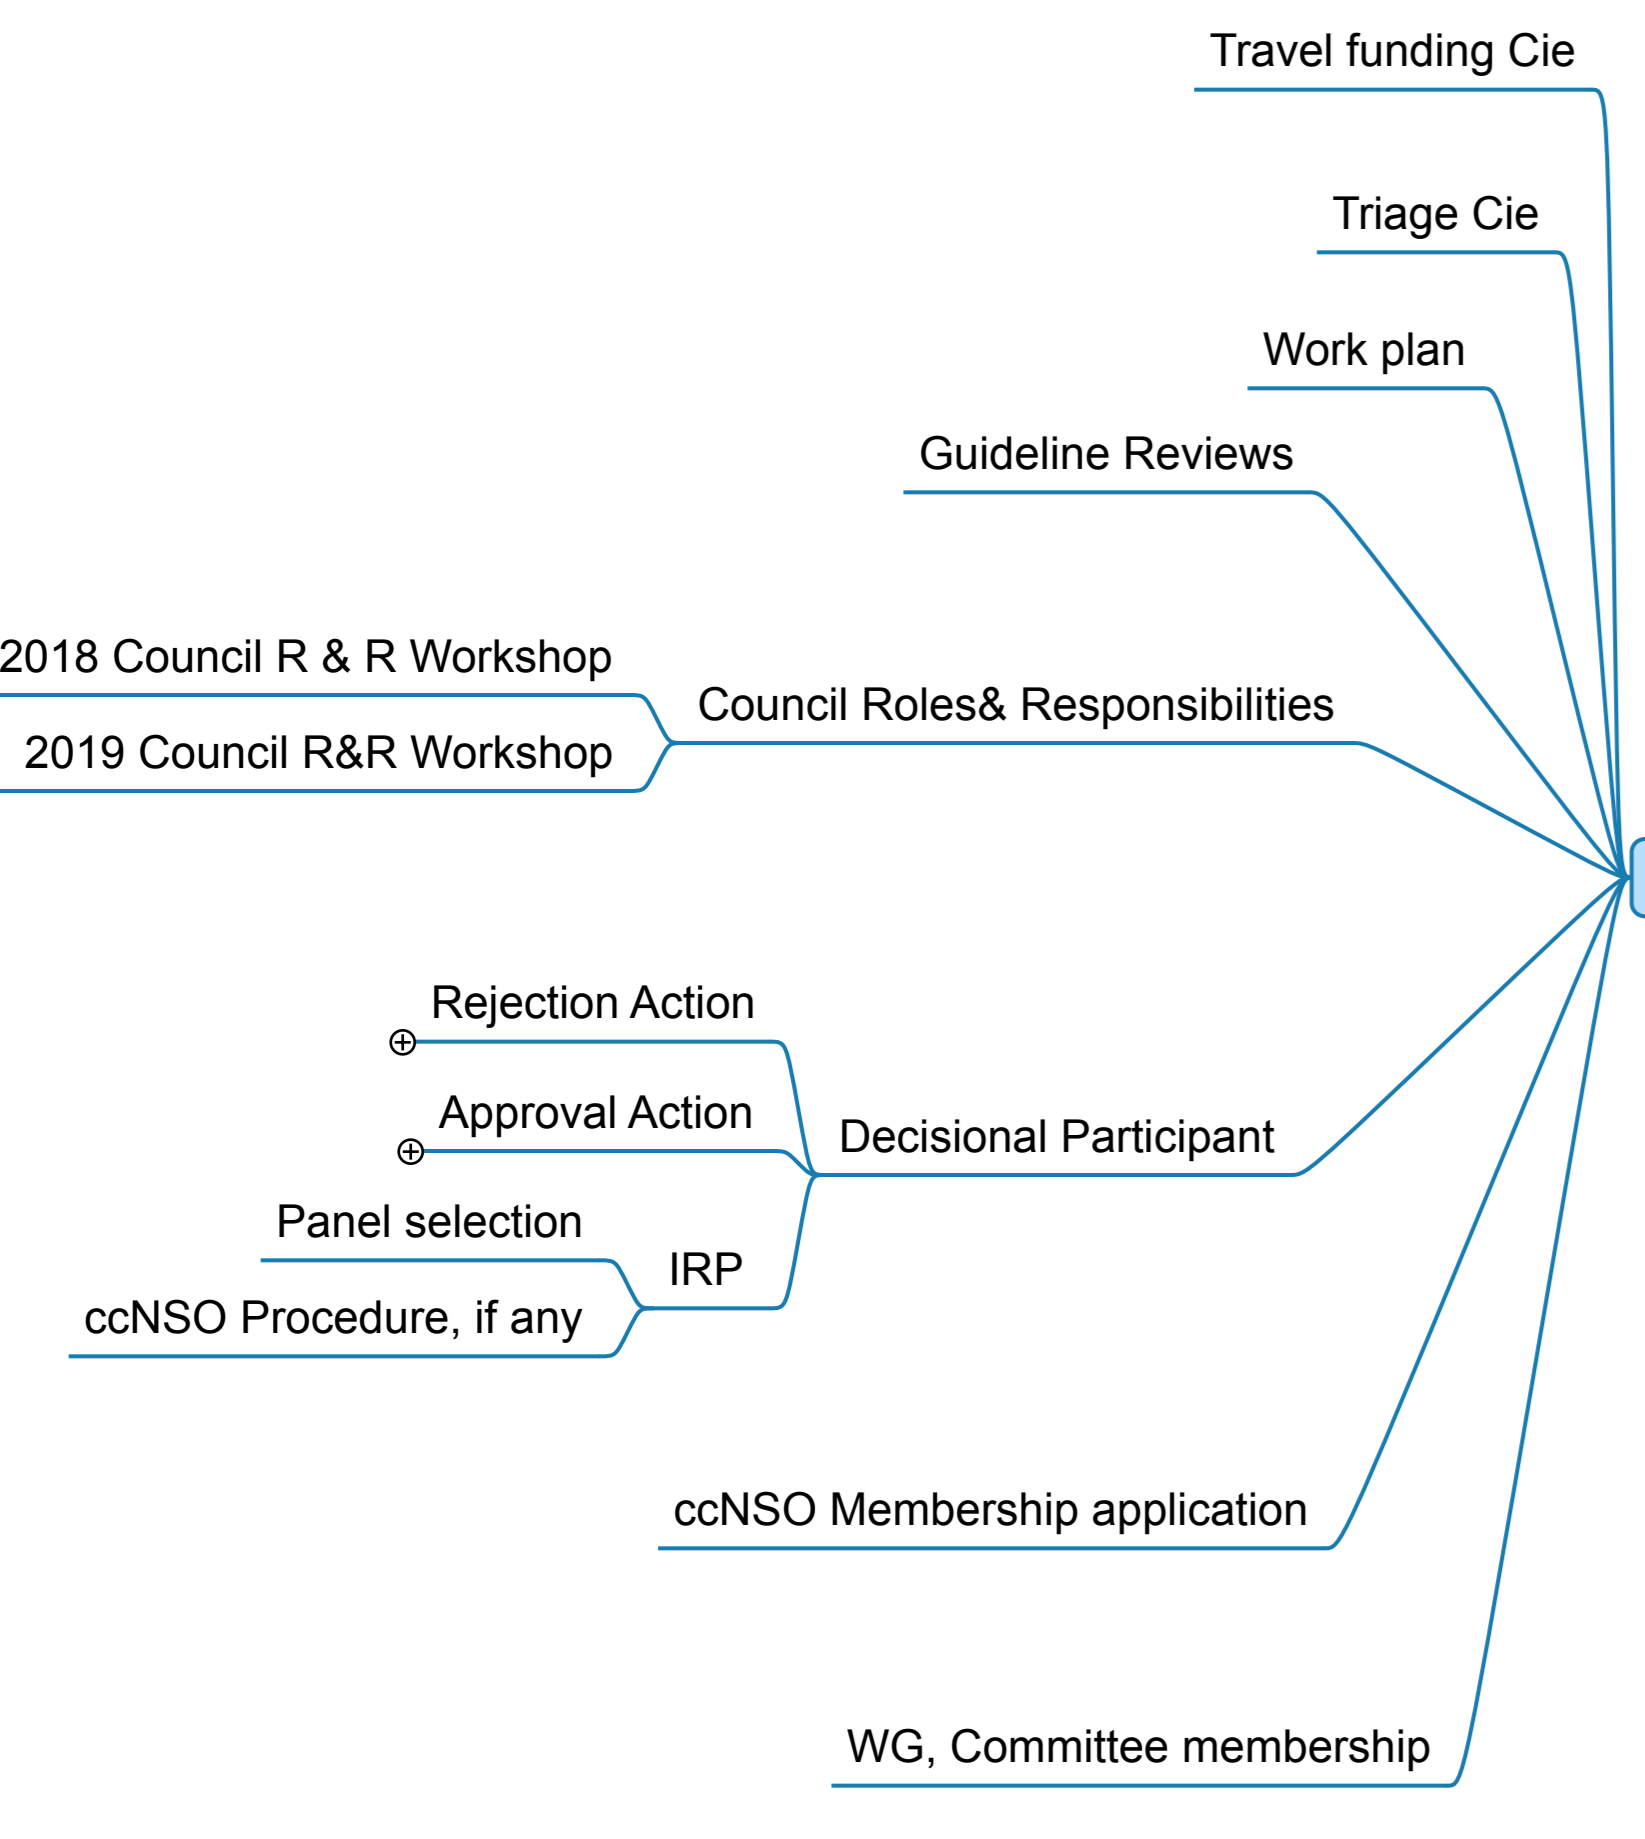 Travel funding Cie
Triage Cie
Work plan
Guideline Reviews
2018 Council R & R Workshop
Council Roles& Responsibilities
2019 Council R&R Workshop
Rejection Action
Approval Action
Decisional Participant
Panel selection
IRP
ccNSO Procedure, if any
ccNSO Membership application
WG, Committee membership